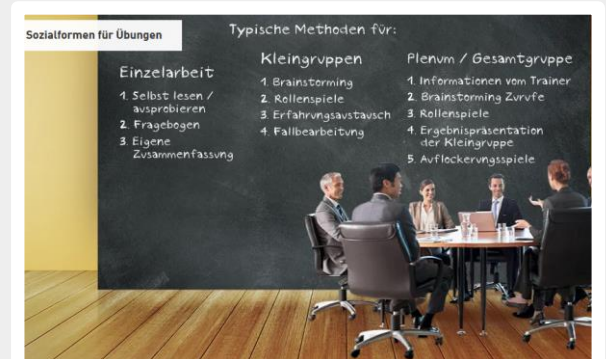 Sozialformen für Übungen
Typische Methoden für:
Einzelarbeit
1. Selbst lesen /
ausprobieren
2. Fragebogen
3. Eigene
Zusammenfassung
Kleingruppen
1. Brainstorming
2. Rollenspiele
3. Erfahrungsaustausch
4. Fallbearbeitung
Plenum / Gesamtgruppe
1. Informationen vom Trainer
2. Brainstorming Zurufe
3. Rollenspiele
4. Ergebnispräsentation
der Kleingruppe
5. Auflockerungsspiele